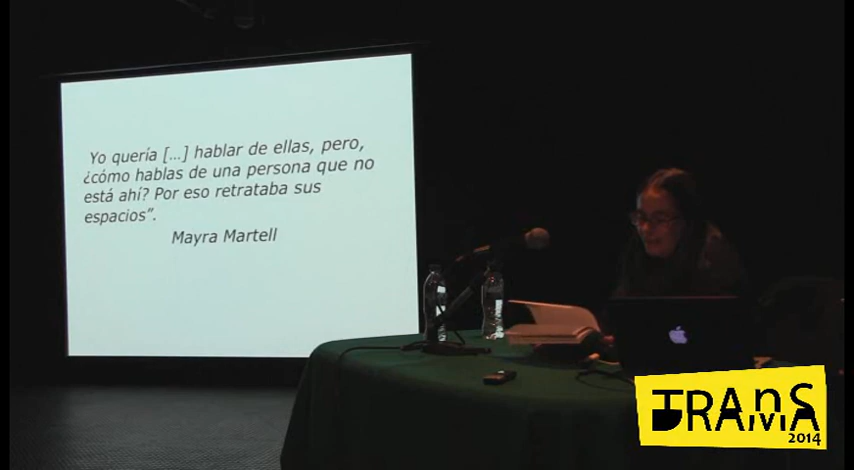 Yo quería [...] hablar de ellas, pero,
¿cómo hablas de una persona que no
está ahí? Por eso retrataba sus
espacios”.
Mayra Martell
TRANS
DRAMA
2014